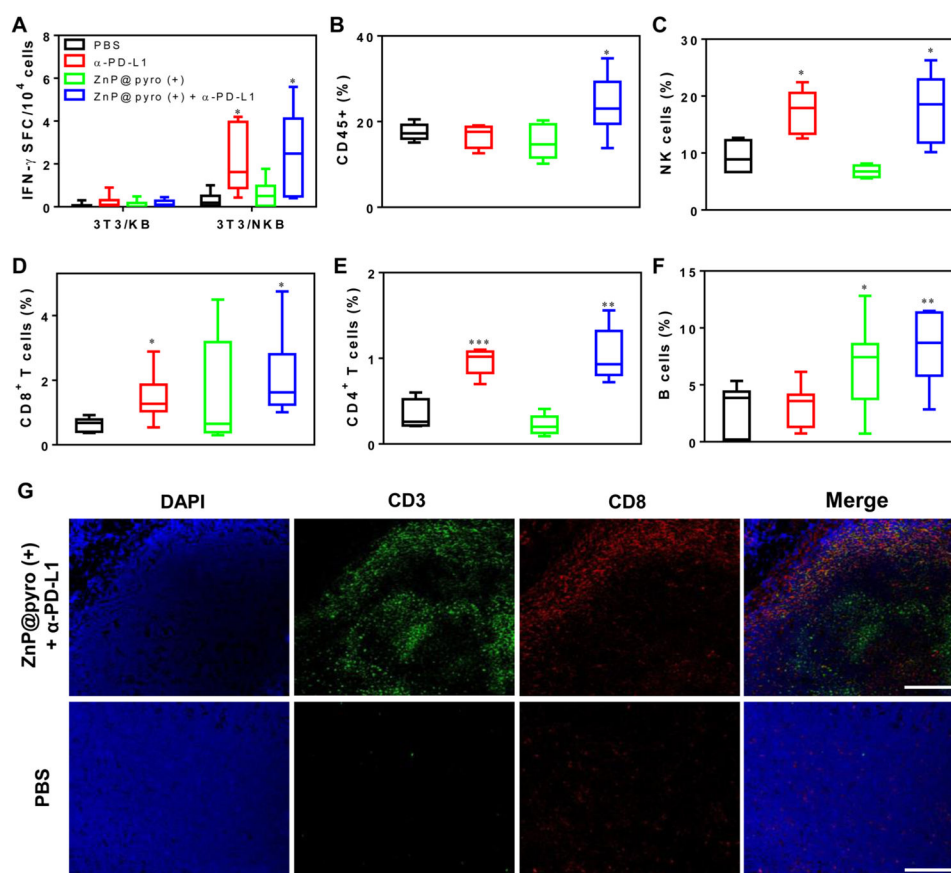 A
IFN-γ SFC/10⁴ cells
8
6
4
2
0
PBS
α-PD-L1
ZnP@pyro (+)
ZnP@pyro (+) + α-PD-L1
*
*
3T3/KB
3T3/NKB
B
CD45+ (%)
40
20
0
*
C
NK cells (%)
30
20
10
0
*
*
D
CD8⁺ T cells (%)
4
2
0
*
*
E
CD4⁺ T cells (%)
2
1
0
***
**
F
B cells (%)
15
10
5
0
*
**
G
DAPI
CD3
CD8
Merge
ZnP@pyro (+)
+ α-PD-L1
PBS